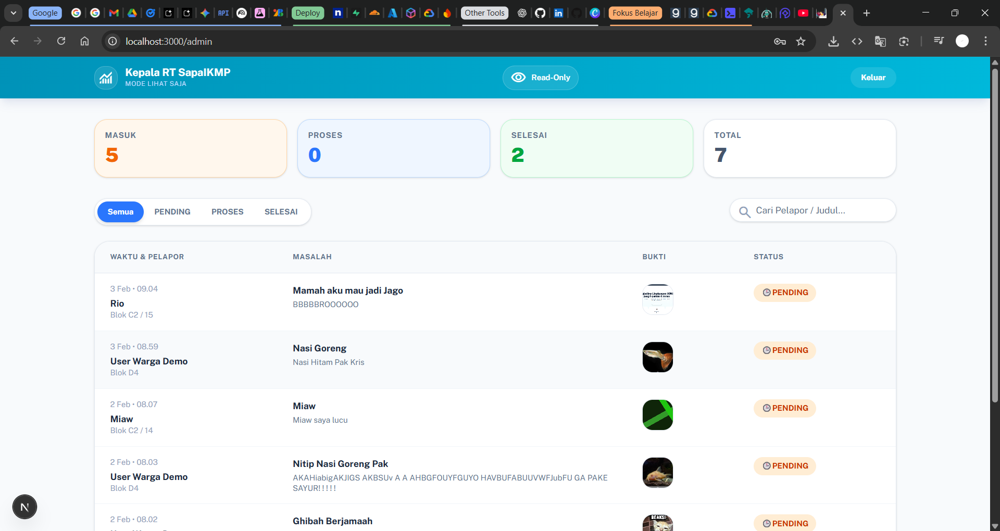 Google
API
Deploy
n
Other Tools
Fokus Belajar
localhost:3000/admin
Kepala RT SapaIKMP
MODE LIHAT SAJA
Read-Only
Keluar
MASUK
5
PROSES
0
SELESAI
2
TOTAL
7
Semua
PENDING
PROSES
SELESAI
Cari Pelapor / Judul...
WAKTU & PELAPOR
MASALAH
BUKTI
STATUS
3 Feb • 09.04
Rio
Blok C2 / 15
Mamah aku mau jadi Jago
BBBBBROOOOOO
PENDING
3 Feb • 08.59
User Warga Demo
Blok D4
Nasi Goreng
Nasi Hitam Pak Kris
PENDING
2 Feb • 08.07
Miaw
Blok C2 / 14
Miaw
Miaw saya lucu
PENDING
2 Feb • 08.03
User Warga Demo
Blok D4
Nitip Nasi Goreng Pak
AKAHiabigAKJIGS AKBSUv A A AHBGFOUYFGUYO HAVBUFABUUVWFJubFU GA PAKE
SAYUR!!!!!
PENDING
2 Feb • 08.02
Ghibah Berjamaah
PENDING
N